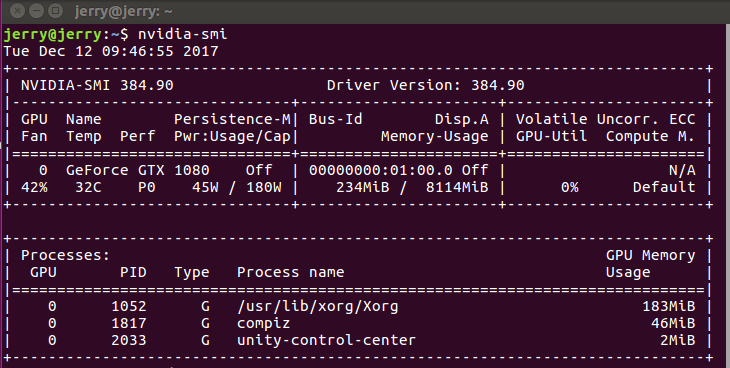 jerry@jerry: ~
jerry@jerry:~$ nvidia-smi
Tue Dec 12 09:46:55 2017
+-----------------------------------------------------------------------------+
| NVIDIA-SMI 384.90                 Driver Version: 384.90                    |
|-------------------------------+----------------------+----------------------+
| GPU  Name        Persistence-M| Bus-Id        Disp.A | Volatile Uncorr. ECC |
| Fan  Temp  Perf  Pwr:Usage/Cap|         Memory-Usage | GPU-Util  Compute M. |
|===============================+======================+======================|
|   0  GeForce GTX 1080    Off  | 00000000:01:00.0 Off |                  N/A |
| 42%   32C    P0    45W / 180W |    234MiB /  8114MiB |      0%      Default |
+-------------------------------+----------------------+----------------------+

+-----------------------------------------------------------------------------+
| Processes:                                                       GPU Memory |
|  GPU       PID   Type   Process name                             Usage      |
|=============================================================================|
|    0      1052      G   /usr/lib/xorg/Xorg                           183MiB |
|    0      1817      G   compiz                                        46MiB |
|    0      2033      G   unity-control-center                           2MiB |
+-----------------------------------------------------------------------------+